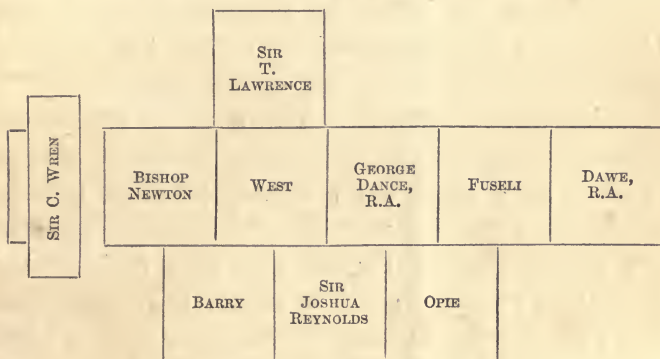 SIR
T.
LAWRENCE
SIR C. WREN
BISHOP
NEWTON
WEST
GEORGE
DANCE,
R.A.
FUSELI
DAWE,
R.A.
BARRY
SIR
JOSHUA
REYNOLDS
OPIE